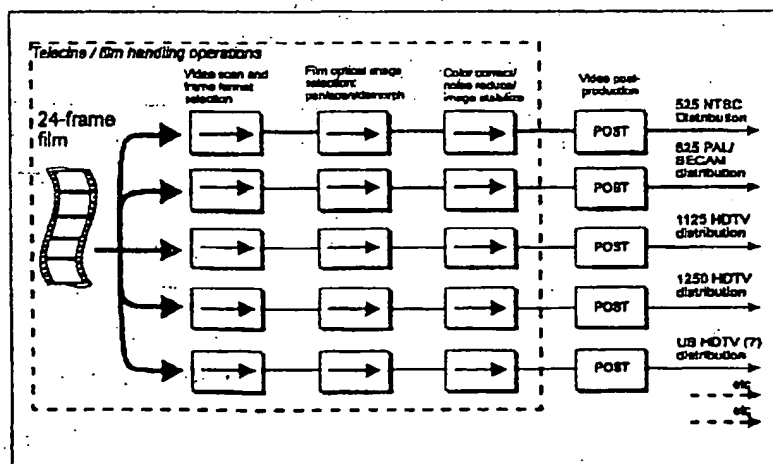 Telecine / film handling operations
Video scan and
frame format
selection
Film optical image
selection:
pan/scan/
Color correct/
noise reduce/
image stabilize
Video post-
production
24-frame
film
POST
525 NTSC
Distribution
POST
625 PAL/
SECAM
distribution
POST
1125 HDTV
distribution
POST
1250 HDTV
distribution
POST
US HDTV (?)
distribution
etc
etc